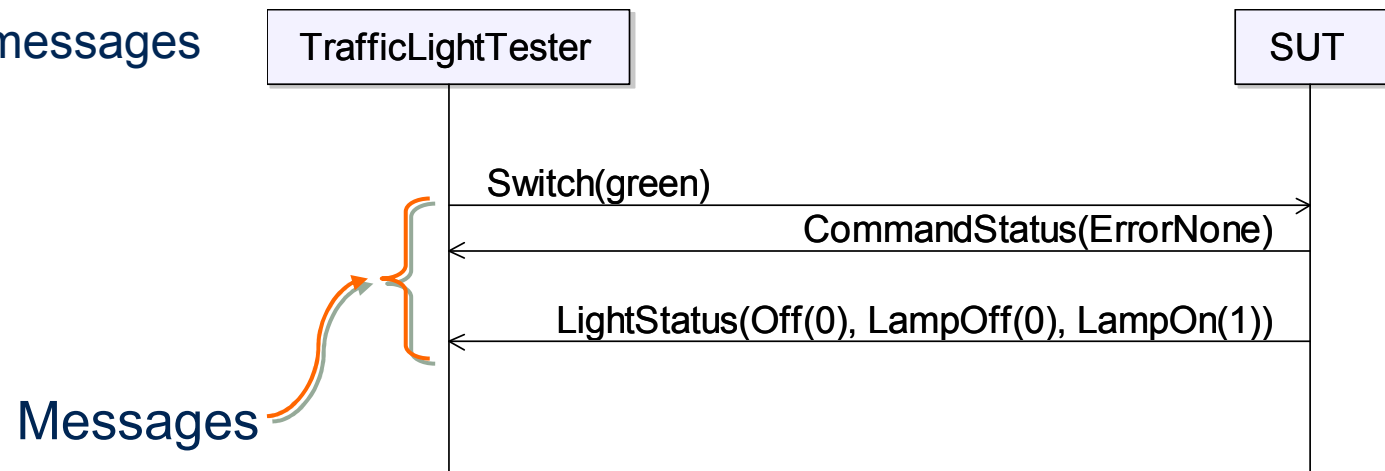 messages
TrafficLightTester
SUT
Switch(green)
CommandStatus(ErrorNone)
LightStatus(Off(0), LampOff(0), LampOn(1))
Messages